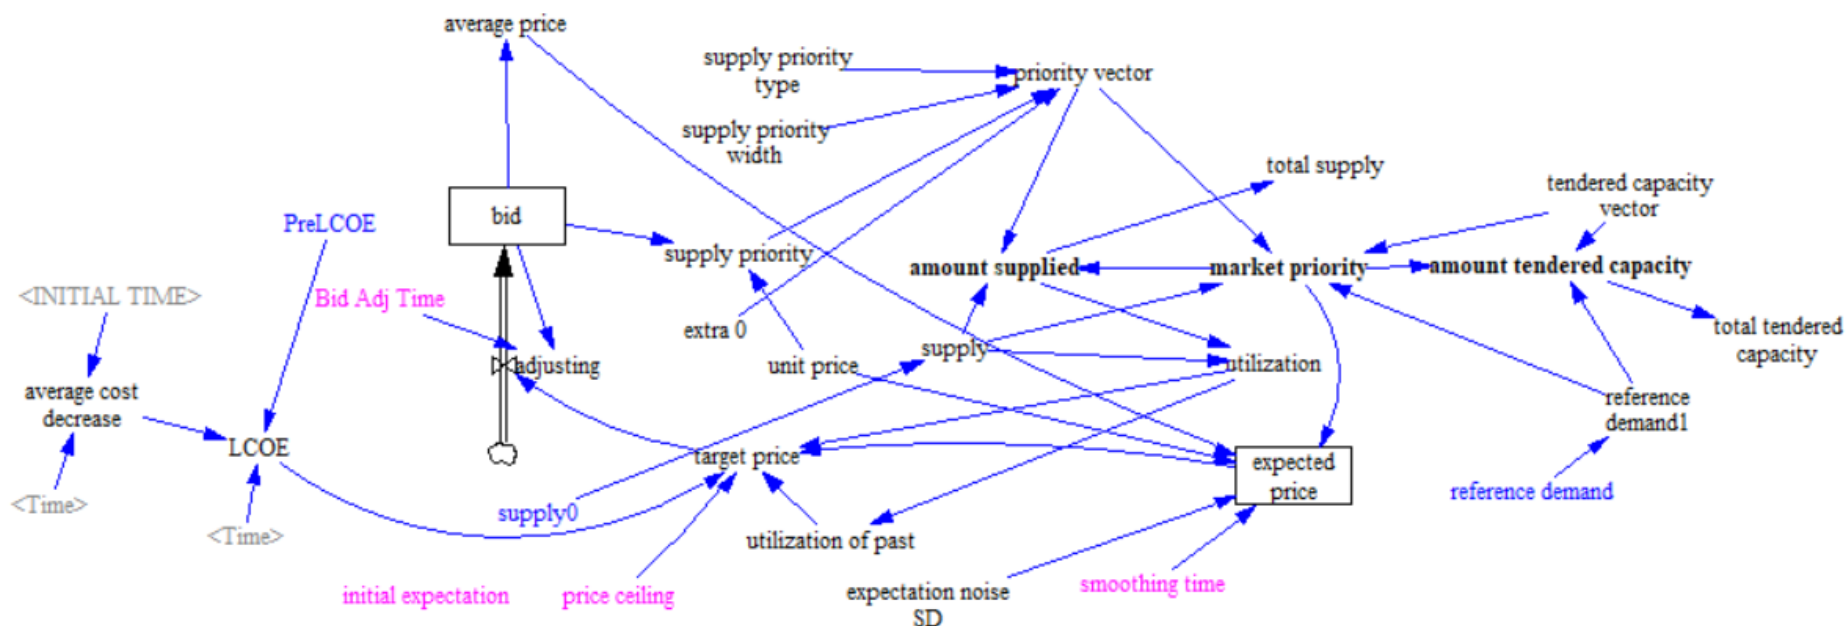 average price
supply priority
type
priority vector
supply priority
width
total supply
tendered capacity
vector
bid
PreLCOE
supply priority
amount supplied
market priority
amount tendered capacity
<INITIAL TIME>
Bid Adj Time
extra 0
total tendered
capacity
supply
adjusting
unit price
utilization
average cost
decrease
reference
demand1
LCOE
target price
expected
price
<Time>
supply0
reference demand
<Time>
utilization of past
initial expectation
price ceiling
expectation noise
SD
smoothing time